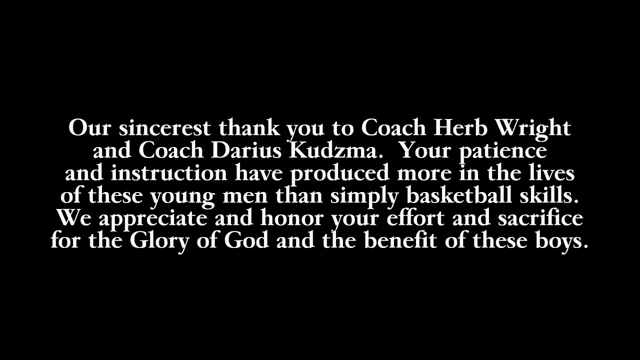 Our sincerest thank you to Coach Herb Wright
and Coach Darius Kudzma.  Your patience
and instruction have produced more in the lives
of these young men than simply basketball skills.
We appreciate and honor your effort and sacrifice
for the Glory of God and the benefit of these boys.